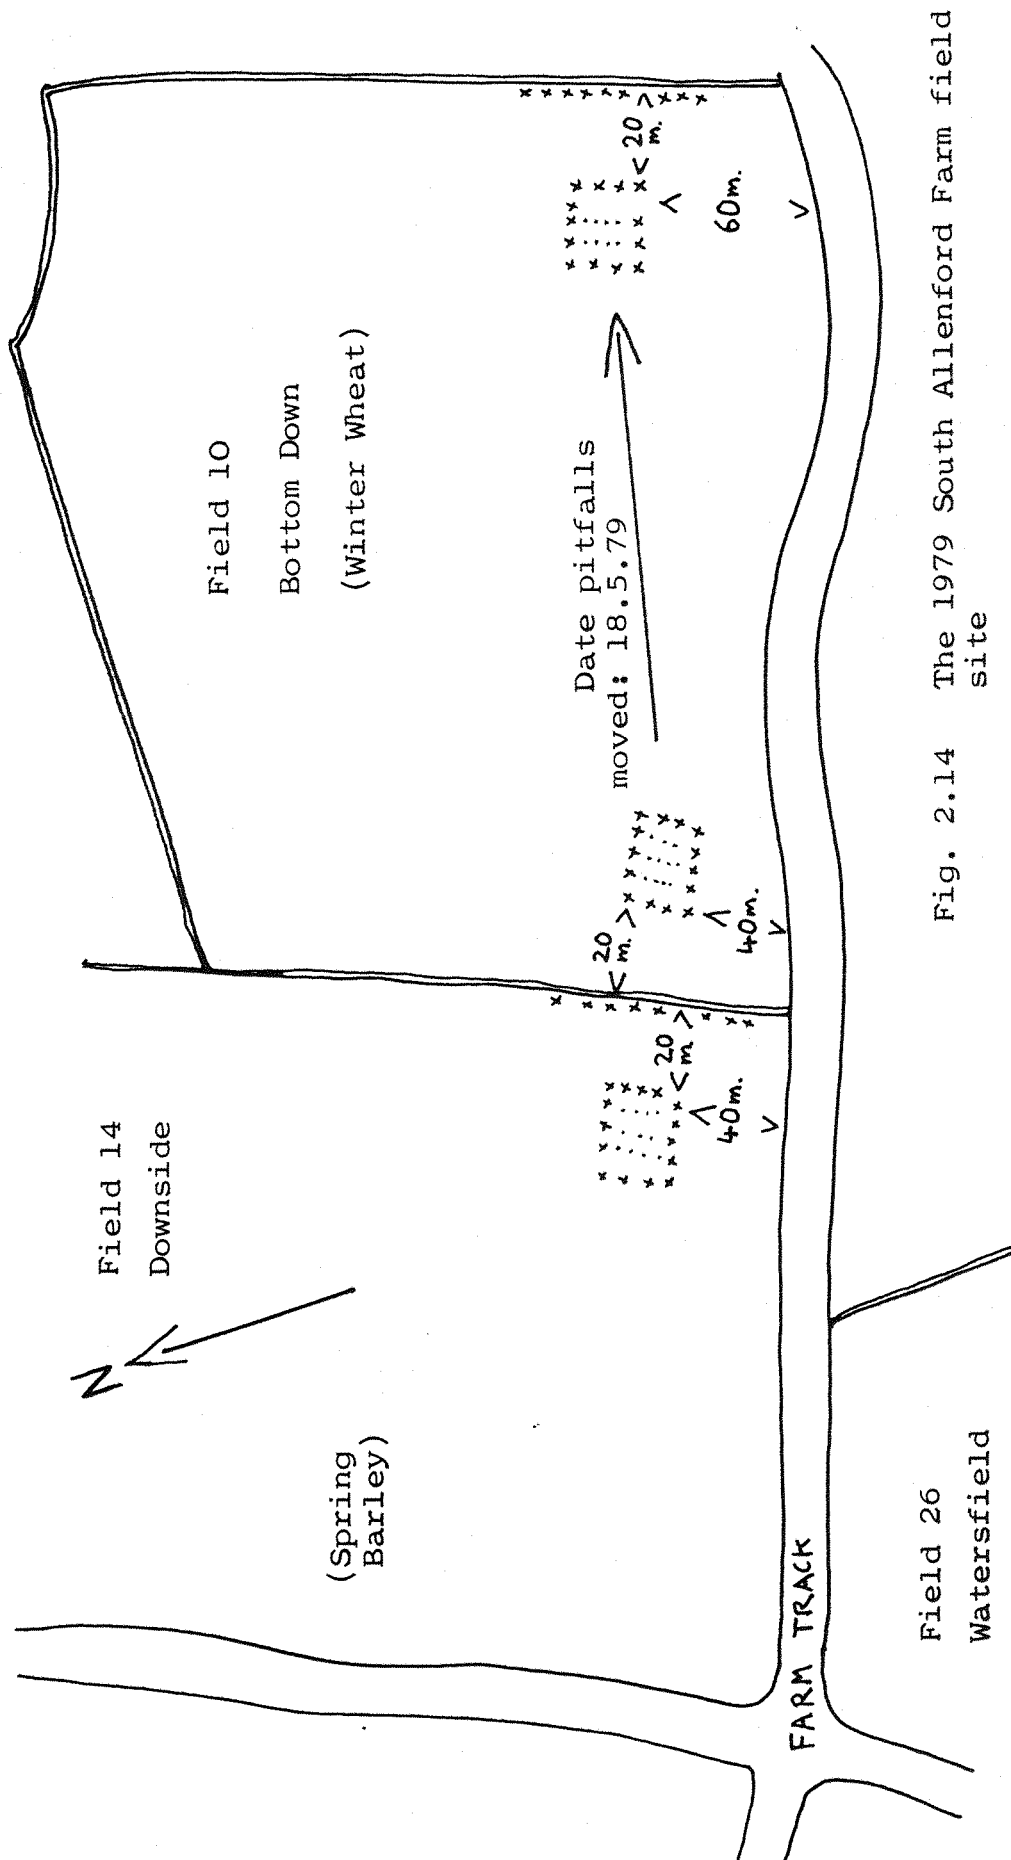 N
Field 14
Downside
(Spring
Barley)
Field 10
Bottom Down
(Winter Wheat)
Date pitfalls
moved: 18.5.79
20
m.
40m.
20
m.
40m.
20
m.
60m.
FARM TRACK
Field 26
Watersfield
Fig. 2.14 The 1979 South Allenford Farm field
site